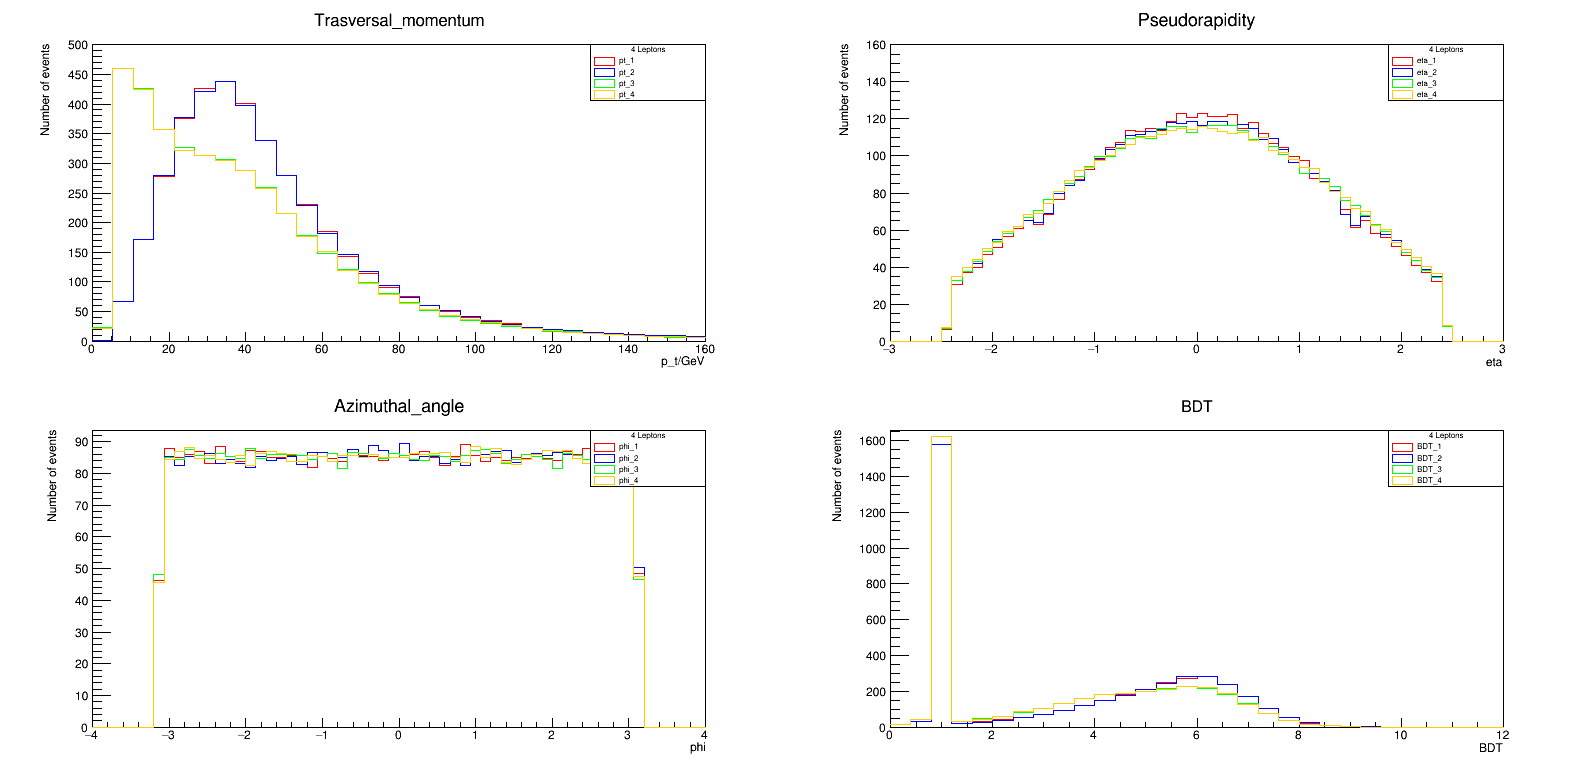 Trasversal_momentum
Number of events
500
450
400
350
300
250
200
150
100
50
0
4 Leptons
pt_1
pt_2
pt_3
pt_4
0 20 40 60 80 100 120 140 160
p_t/GeV
Pseudorapidity
Number of events
160
140
120
100
80
60
40
20
0
4 Leptons
eta_1
eta_2
eta_3
eta_4
−3 −2 −1 0 1 2 3
eta
Azimuthal_angle
Number of events
90
80
70
60
50
40
30
20
10
0
4 Leptons
phi_1
phi_2
phi_3
phi_4
−4 −3 −2 −1 0 1 2 3 4
phi
BDT
Number of events
1600
1400
1200
1000
800
600
400
200
0
4 Leptons
BDT_1
BDT_2
BDT_3
BDT_4
0 2 4 6 8 10 12
BDT